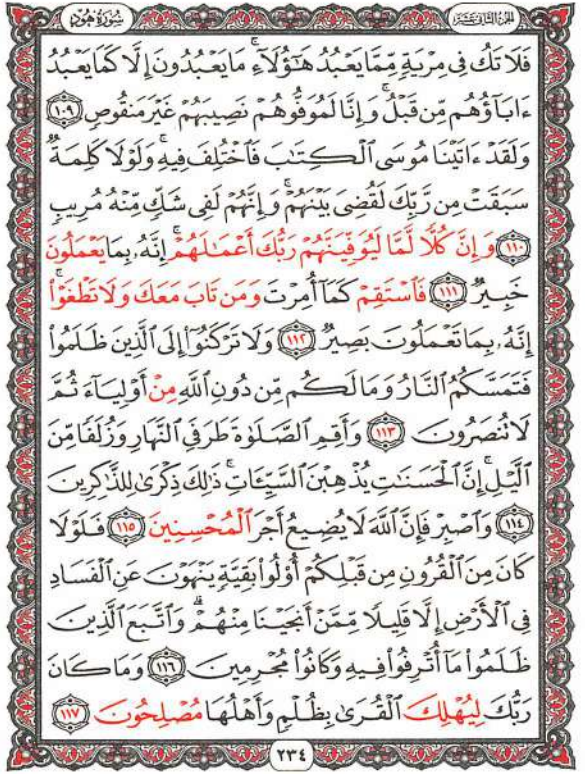 الجزء الثاني عشر
سُورَةُ هُودٍ
فَلَا تَكُ فِى مِرْيَةٍ مِّمَّا يَعْبُدُ هَٰٓؤُلَآءِ ۚ مَا يَعْبُدُونَ إِلَّا كَمَا يَعْبُدُ
ءَابَآؤُهُم مِّن قَبْلُ ۚ وَإِنَّا لَمُوَفُّوهُمْ نَصِيبَهُمْ غَيْرَ مَنقُوصٍ ١٠٩
وَلَقَدْ ءَاتَيْنَا مُوسَى ٱلْكِتَٰبَ فَٱخْتُلِفَ فِيهِ ۚ وَلَوْلَا كَلِمَةٌ
سَبَقَتْ مِن رَّبِّكَ لَقُضِىَ بَيْنَهُمْ ۚ وَإِنَّهُمْ لَفِى شَكٍّ مِّنْهُ مُرِيبٍ
١١٠ وَإِنَّ كُلًّا لَّمَّا لَيُوَفِّيَنَّهُمْ رَبُّكَ أَعْمَٰلَهُمْ ۚ إِنَّهُۥ بِمَا يَعْمَلُونَ
خَبِيرٌ ١١١ فَٱسْتَقِمْ كَمَآ أُمِرْتَ وَمَن تَابَ مَعَكَ وَلَا تَطْغَوْا۟ ۚ
إِنَّهُۥ بِمَا تَعْمَلُونَ بَصِيرٌ ١١٢ وَلَا تَرْكَنُوٓا۟ إِلَى ٱلَّذِينَ ظَلَمُوا۟
فَتَمَسَّكُمُ ٱلنَّارُ وَمَا لَكُم مِّن دُونِ ٱللَّهِ مِنْ أَوْلِيَآءَ ثُمَّ
لَا تُنصَرُونَ ١١٣ وَأَقِمِ ٱلصَّلَوٰةَ طَرَفَىِ ٱلنَّهَارِ وَزُلَفًا مِّنَ
ٱلَّيْلِ ۚ إِنَّ ٱلْحَسَنَٰتِ يُذْهِبْنَ ٱلسَّيِّـَٔاتِ ۚ ذَٰلِكَ ذِكْرَىٰ لِلذَّٰكِرِينَ
١١٤ وَٱصْبِرْ فَإِنَّ ٱللَّهَ لَا يُضِيعُ أَجْرَ ٱلْمُحْسِنِينَ ١١٥ فَلَوْلَا
كَانَ مِنَ ٱلْقُرُونِ مِن قَبْلِكُمْ أُو۟لُوا۟ بَقِيَّةٍ يَنْهَوْنَ عَنِ ٱلْفَسَادِ
فِى ٱلْأَرْضِ إِلَّا قَلِيلًا مِّمَّنْ أَنجَيْنَا مِنْهُمْ ۗ وَٱتَّبَعَ ٱلَّذِينَ
ظَلَمُوا۟ مَآ أُتْرِفُوا۟ فِيهِ وَكَانُوا۟ مُجْرِمِينَ ١١٦ وَمَا كَانَ
رَبُّكَ لِيُهْلِكَ ٱلْقُرَىٰ بِظُلْمٍ وَأَهْلُهَا مُصْلِحُونَ ١١٧
٢٣٤